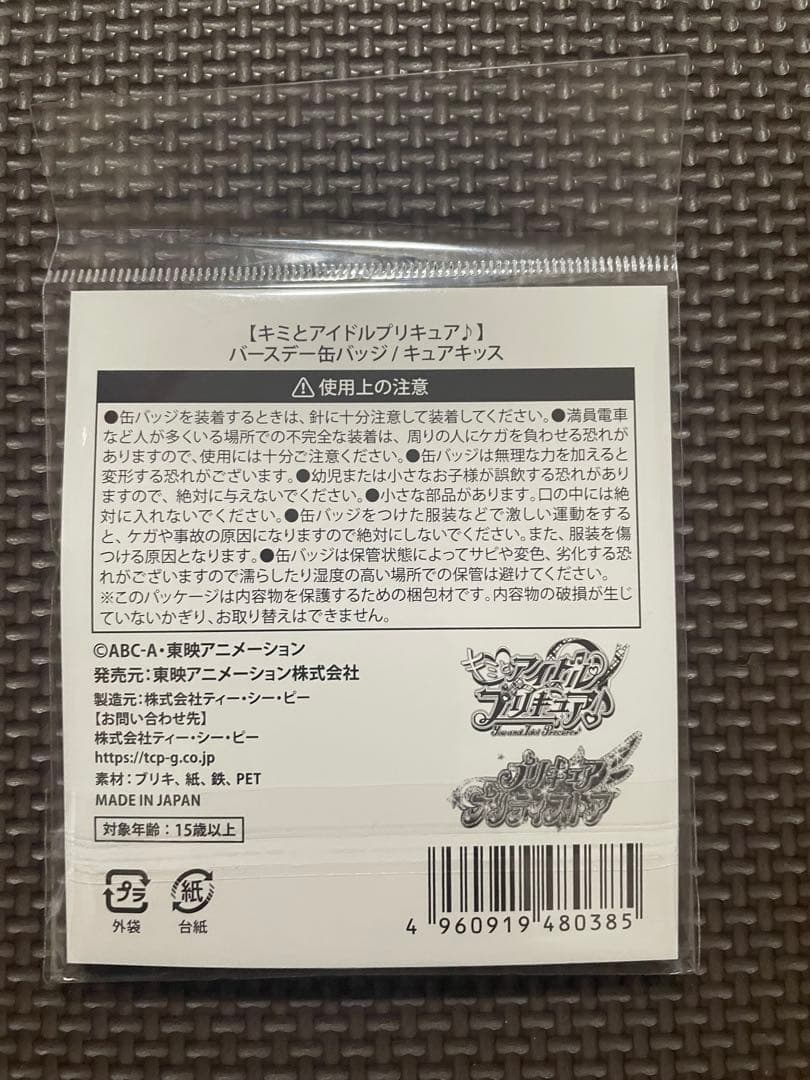 【キミとアイドルプリキュア♪】
バースデー缶バッジ / キュアキッス
⚠使用上の注意
●缶バッジを装着するときは、針に十分注意して装着してください。●満員電車
など人が多くいる場所での不完全な装着は、周りの人にケガを負わせる恐れが
ありますので、使用には十分ご注意ください。●缶バッジは無理な力を加えると
変形する恐れがございます。●幼児または小さなお子様が誤飲する恐れがあり
ますので、絶対に与えないでください。●小さな部品があります。口の中には絶
対に入れないでください。●缶バッジをつけた服装などで激しい運動をする
と、ケガや事故の原因になりますので絶対にしないでください。また、服装を傷
つける原因となります。●缶バッジは保管状態によってサビや変色、劣化する恐
れがございますので濡らしたり湿度の高い場所での保管は避けてください。
※このパッケージは内容物を保護するための梱包材です。内容物の破損が生じ
ていないかぎり、お取り替えはできません。
©ABC-A・東映アニメーション
発売元:東映アニメーション株式会社
製造元:株式会社ティー・シー・ピー
【お問い合わせ先】
株式会社ティー・シー・ピー
https://tcp-g.co.jp
素材:ブリキ、紙、鉄、PET
MADE IN JAPAN
対象年齢:15歳以上
キミとアイドル
プリキュア♪
You and Idol Precure
プリキュア
プリティストア
プラ
外袋
紙
台紙
4 960919 480385